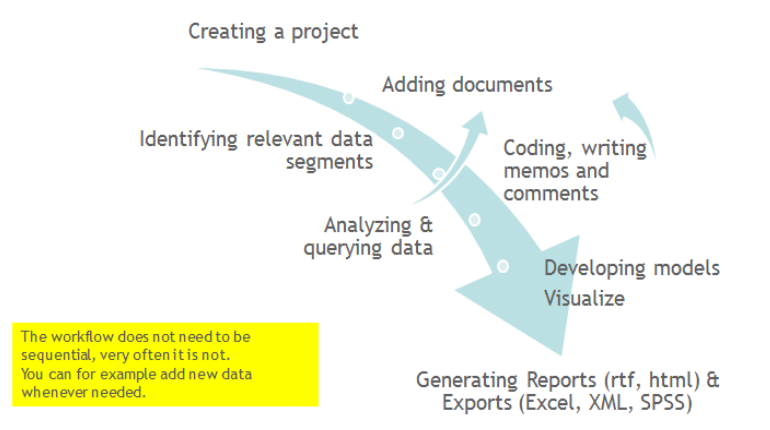 Creating a project
Adding documents
Identifying relevant data
segments
Coding, writing
memos and
comments
Analyzing &
querying data
Developing models
Visualize
The workflow does not need to be
sequential, very often it is not.
You can for example add new data
whenever needed.
Generating Reports (rtf, html) &
Exports (Excel, XML, SPSS)